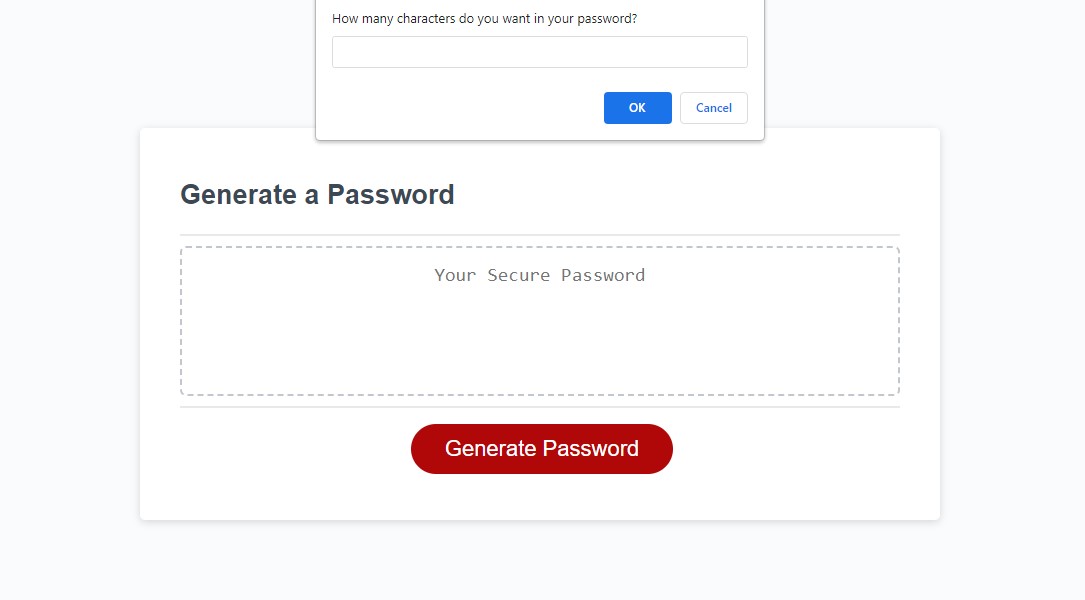 How many characters do you want in your password?
OK
Cancel
Generate a Password
Your Secure Password
Generate Password